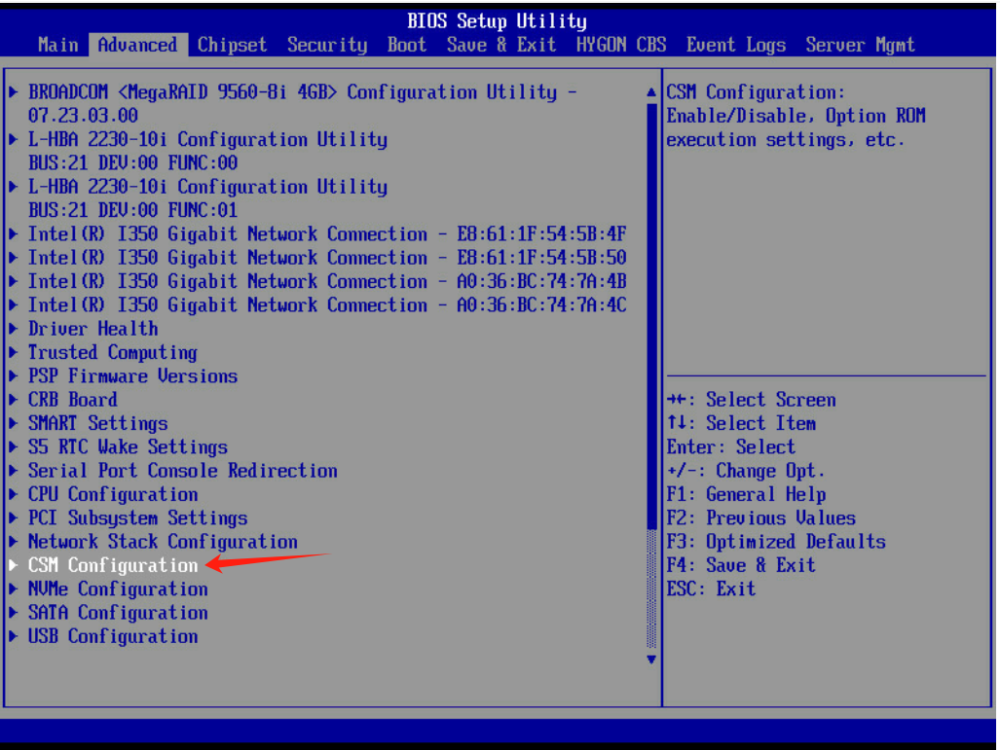 BIOS Setup Utility
Main Advanced Chipset Security Boot Save & Exit HYGON CBS Event Logs Server Mgmt
BROADCOM <MegaRAID 9560-8i 4GB> Configuration Utility -
07.23.03.00
L-HBA 2230-10i Configuration Utility
BUS:21 DEV:00 FUNC:00
L-HBA 2230-10i Configuration Utility
BUS:21 DEV:00 FUNC:01
Intel(R) I350 Gigabit Network Connection - E8:61:1F:54:5B:4F
Intel(R) I350 Gigabit Network Connection - E8:61:1F:54:5B:50
Intel(R) I350 Gigabit Network Connection - A0:36:BC:74:7A:4B
Intel(R) I350 Gigabit Network Connection - A0:36:BC:74:7A:4C
Driver Health
Trusted Computing
PSP Firmware Versions
CRB Board
SMART Settings
S5 RTC Wake Settings
Serial Port Console Redirection
CPU Configuration
PCI Subsystem Settings
Network Stack Configuration
CSM Configuration
NVMe Configuration
SATA Configuration
USB Configuration
CSM Configuration:
Enable/Disable, Option ROM
execution settings, etc.
→←: Select Screen
↑↓: Select Item
Enter: Select
+/-: Change Opt.
F1: General Help
F2: Previous Values
F3: Optimized Defaults
F4: Save & Exit
ESC: Exit